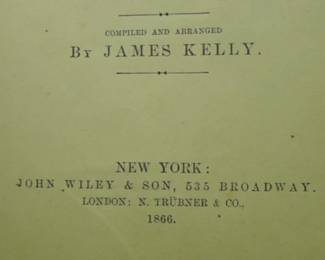 COMPILED AND ARRANGED
BY JAMES KELLY.
NEW YORK:
JOHN WILEY & SON, 535 BROADWAY.
LONDON: N. TRÜBNER & CO.,
1866.